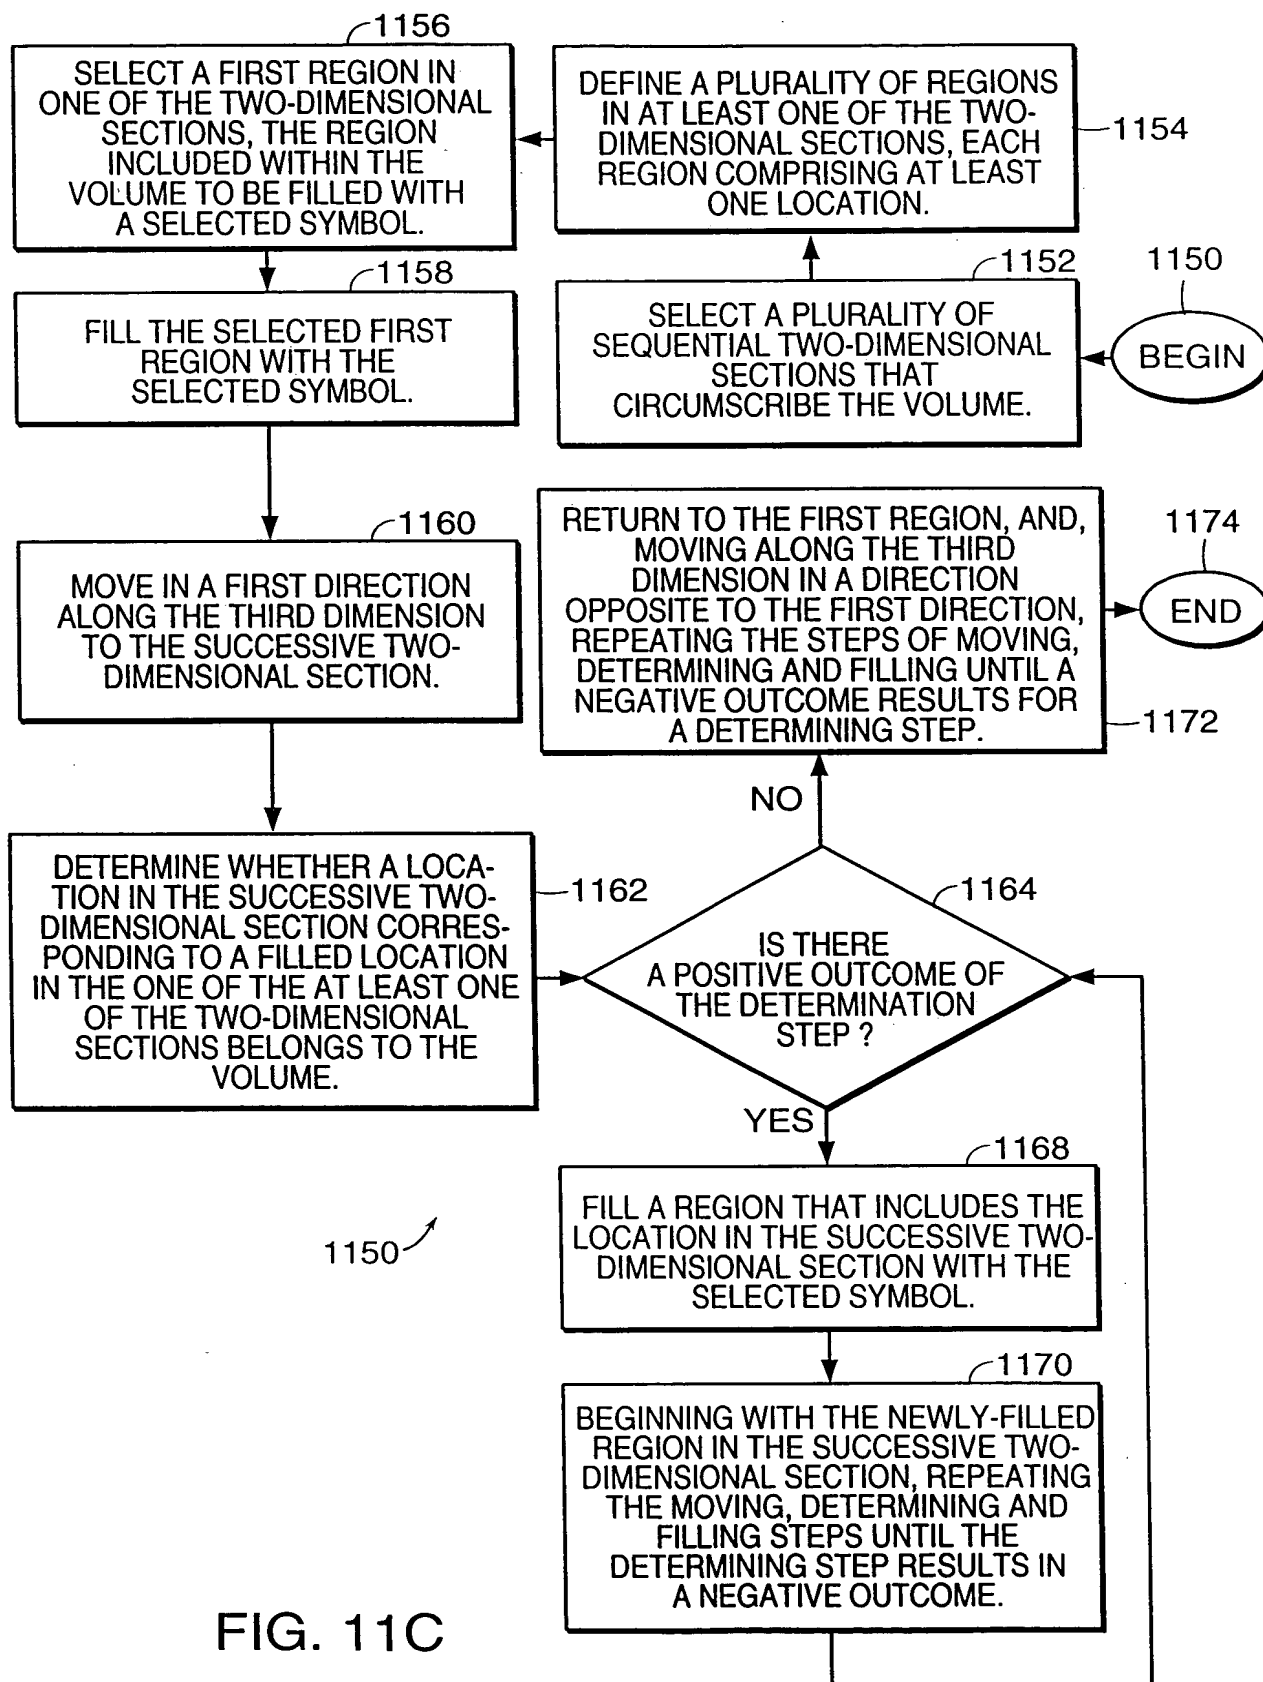 1150
BEGIN
1152
SELECT A PLURALITY OF
SEQUENTIAL TWO-DIMENSIONAL
SECTIONS THAT
CIRCUMSCRIBE THE VOLUME.
1154
DEFINE A PLURALITY OF REGIONS
IN AT LEAST ONE OF THE TWO-
DIMENSIONAL SECTIONS, EACH
REGION COMPRISING AT LEAST
ONE LOCATION.
1156
SELECT A FIRST REGION IN
ONE OF THE TWO-DIMENSIONAL
SECTIONS, THE REGION
INCLUDED WITHIN THE
VOLUME TO BE FILLED WITH
A SELECTED SYMBOL.
1158
FILL THE SELECTED FIRST
REGION WITH THE
SELECTED SYMBOL.
1160
MOVE IN A FIRST DIRECTION
ALONG THE THIRD DIMENSION
TO THE SUCCESSIVE TWO-
DIMENSIONAL SECTION.
1162
DETERMINE WHETHER A LOCA-
TION IN THE SUCCESSIVE TWO-
DIMENSIONAL SECTION CORRES-
PONDING TO A FILLED LOCATION
IN THE ONE OF THE AT LEAST ONE
OF THE TWO-DIMENSIONAL
SECTIONS BELONGS TO THE
VOLUME.
1164
IS THERE
A POSITIVE OUTCOME OF
THE DETERMINATION
STEP ?
NO
RETURN TO THE FIRST REGION, AND,
MOVING ALONG THE THIRD
DIMENSION IN A DIRECTION
OPPOSITE TO THE FIRST DIRECTION,
REPEATING THE STEPS OF MOVING,
DETERMINING AND FILLING UNTIL A
NEGATIVE OUTCOME RESULTS FOR
A DETERMINING STEP.
1172
1174
END
YES
1168
FILL A REGION THAT INCLUDES THE
LOCATION IN THE SUCCESSIVE TWO-
DIMENSIONAL SECTION WITH THE
SELECTED SYMBOL.
1170
BEGINNING WITH THE NEWLY-FILLED
REGION IN THE SUCCESSIVE TWO-
DIMENSIONAL SECTION, REPEATING
THE MOVING, DETERMINING AND
FILLING STEPS UNTIL THE
DETERMINING STEP RESULTS IN
A NEGATIVE OUTCOME.
1150
FIG. 11C